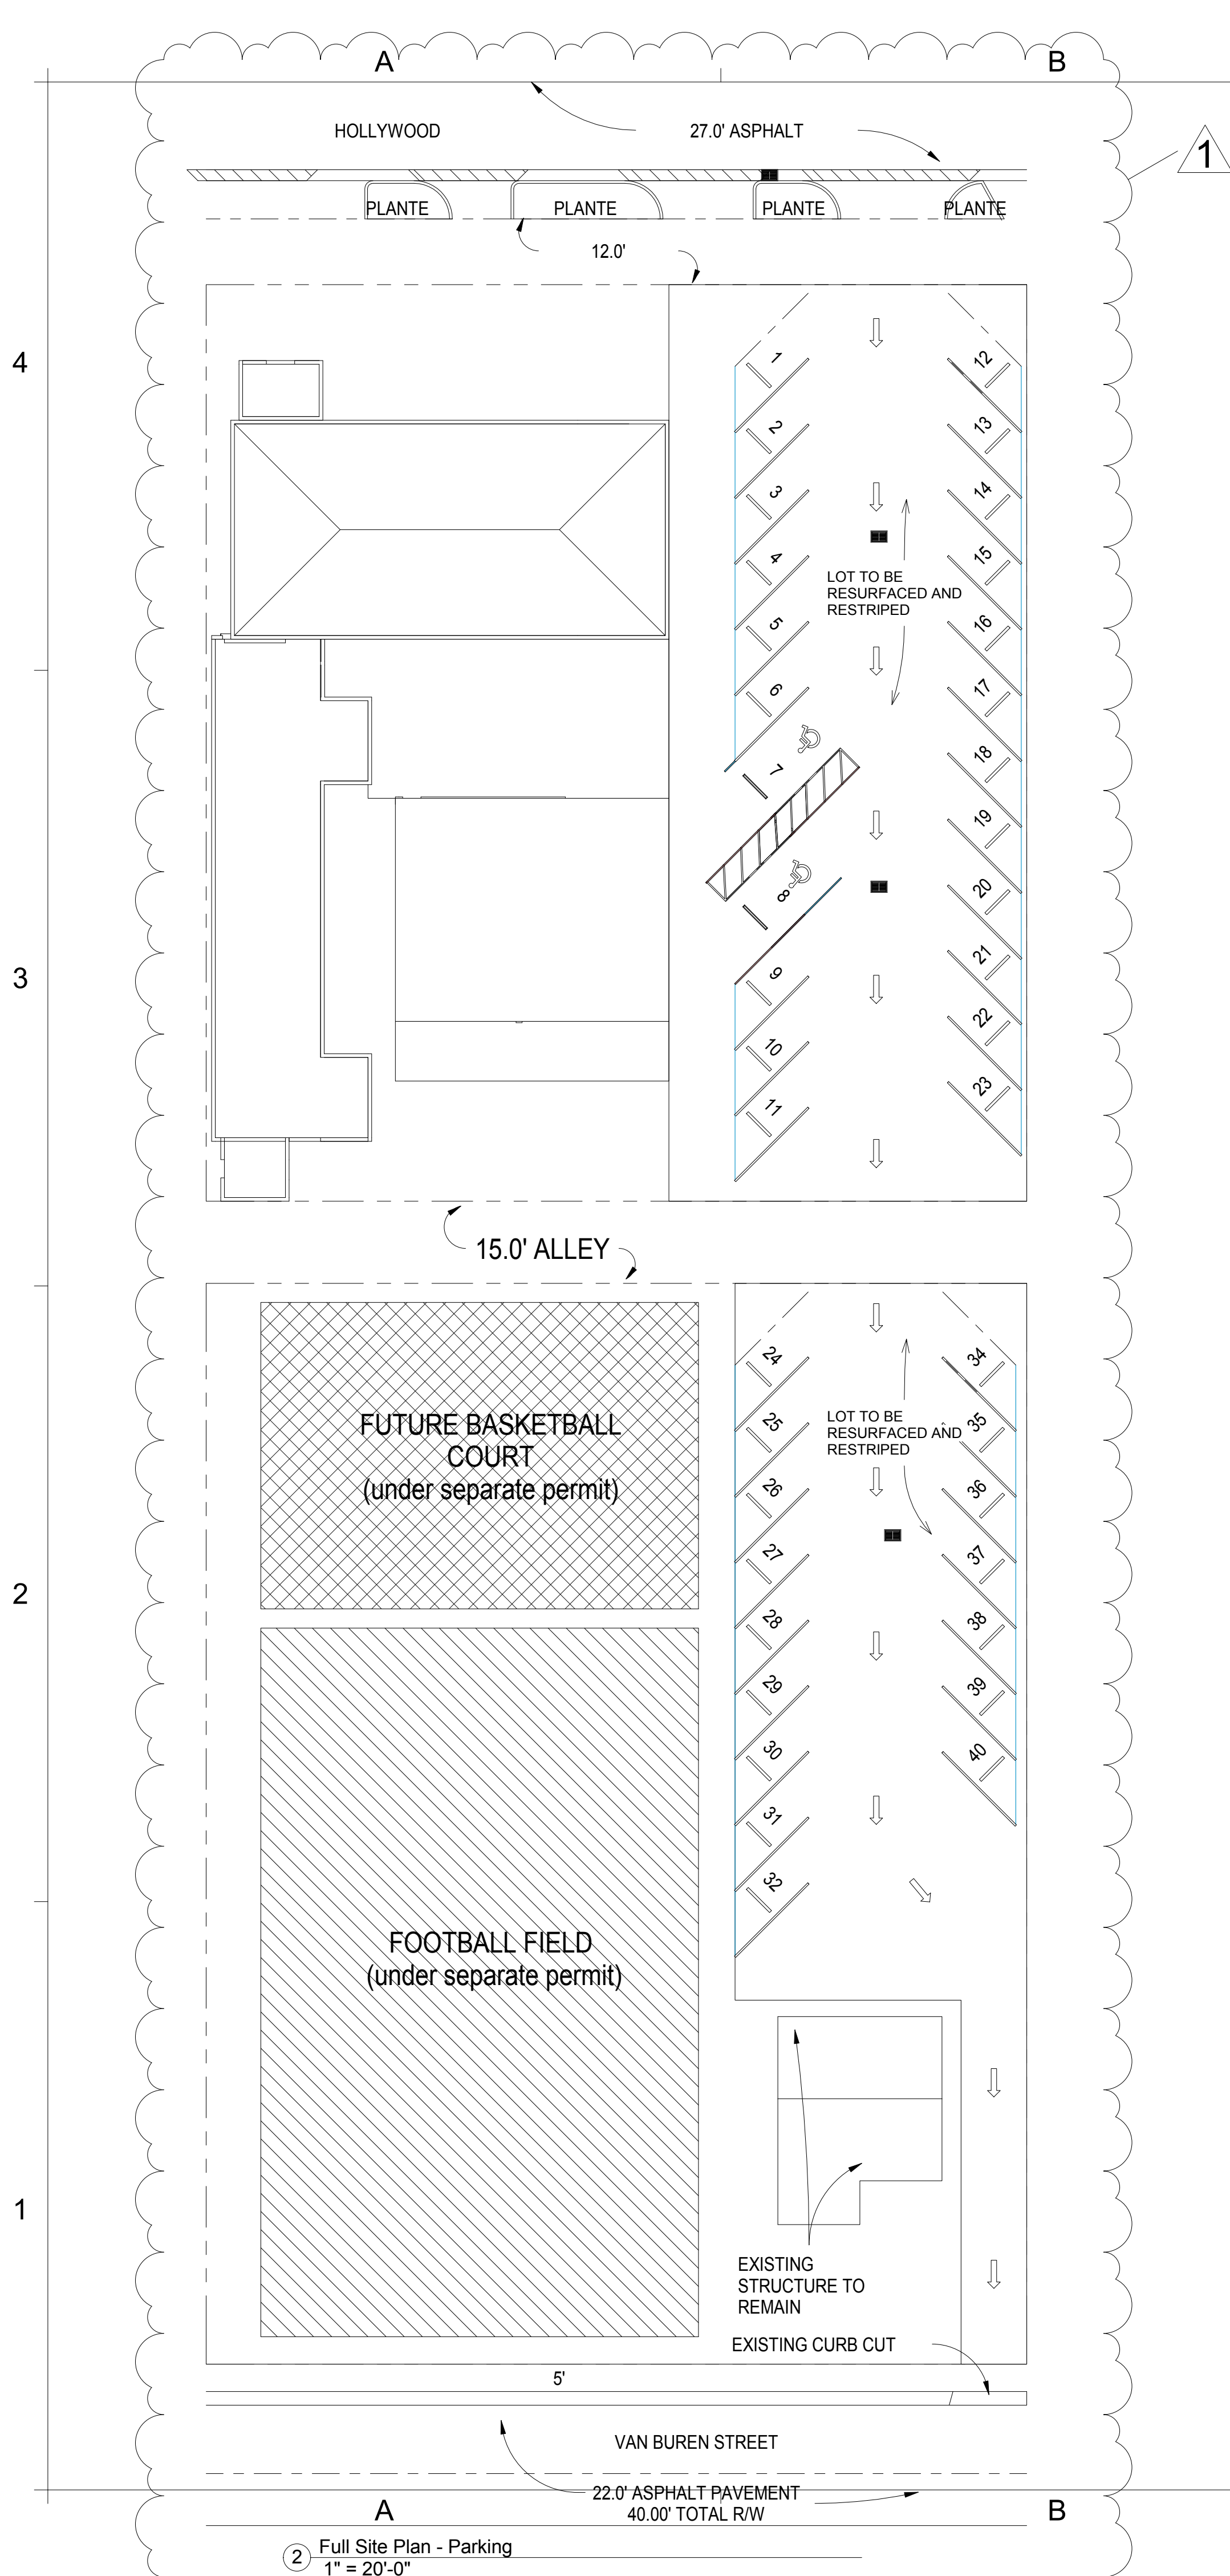 A
B
HOLLYWOOD
27.0' ASPHALT
1
PLANTE
PLANTE
PLANTE
PLANTE
12.0'
4
1
12
2
13
3
14
4
15
LOT TO BE
RESURFACED AND
RESTRIPED
5
16
6
17
7
18
19
8
20
3
9
21
10
22
11
23
15.0' ALLEY
24
34
FUTURE BASKETBALL
COURT
(under separate permit)
LOT TO BE
RESURFACED AND
RESTRIPED
25
35
26
36
27
37
2
28
38
29
39
30
40
31
32
FOOTBALL FIELD
(under separate permit)
1
EXISTING
STRUCTURE TO
REMAIN
EXISTING CURB CUT
5'
VAN BUREN STREET
22.0' ASPHALT PAVEMENT
40.00' TOTAL R/W
A
B
2
Full Site Plan - Parking
1" = 20'-0"